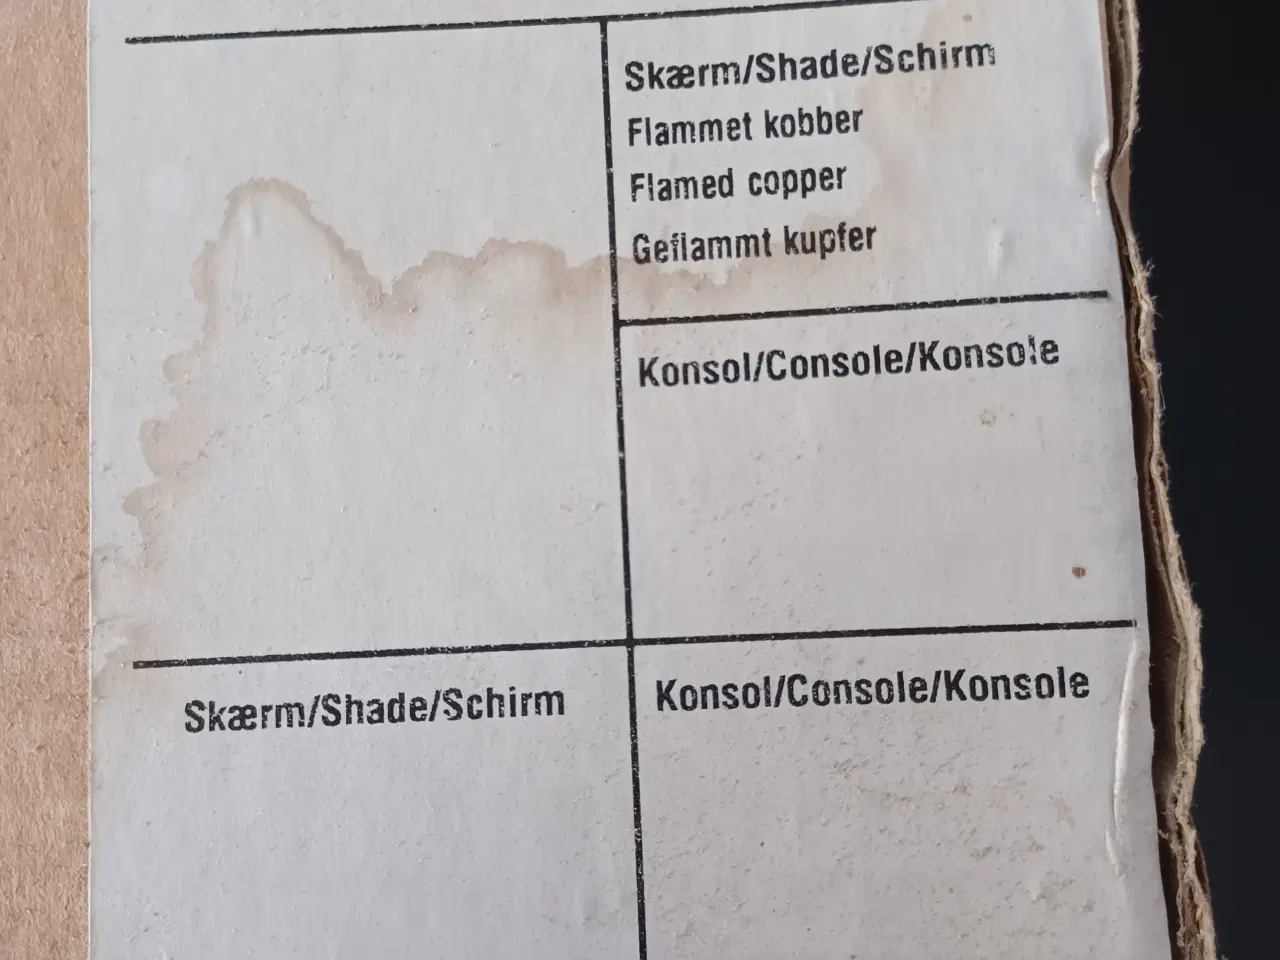 Skærm/Shade/Schirm
Flammet kobber
Flamed copper
Geflammt kupfer
Konsol/Console/Konsole
Skærm/Shade/Schirm
Konsol/Console/Konsole